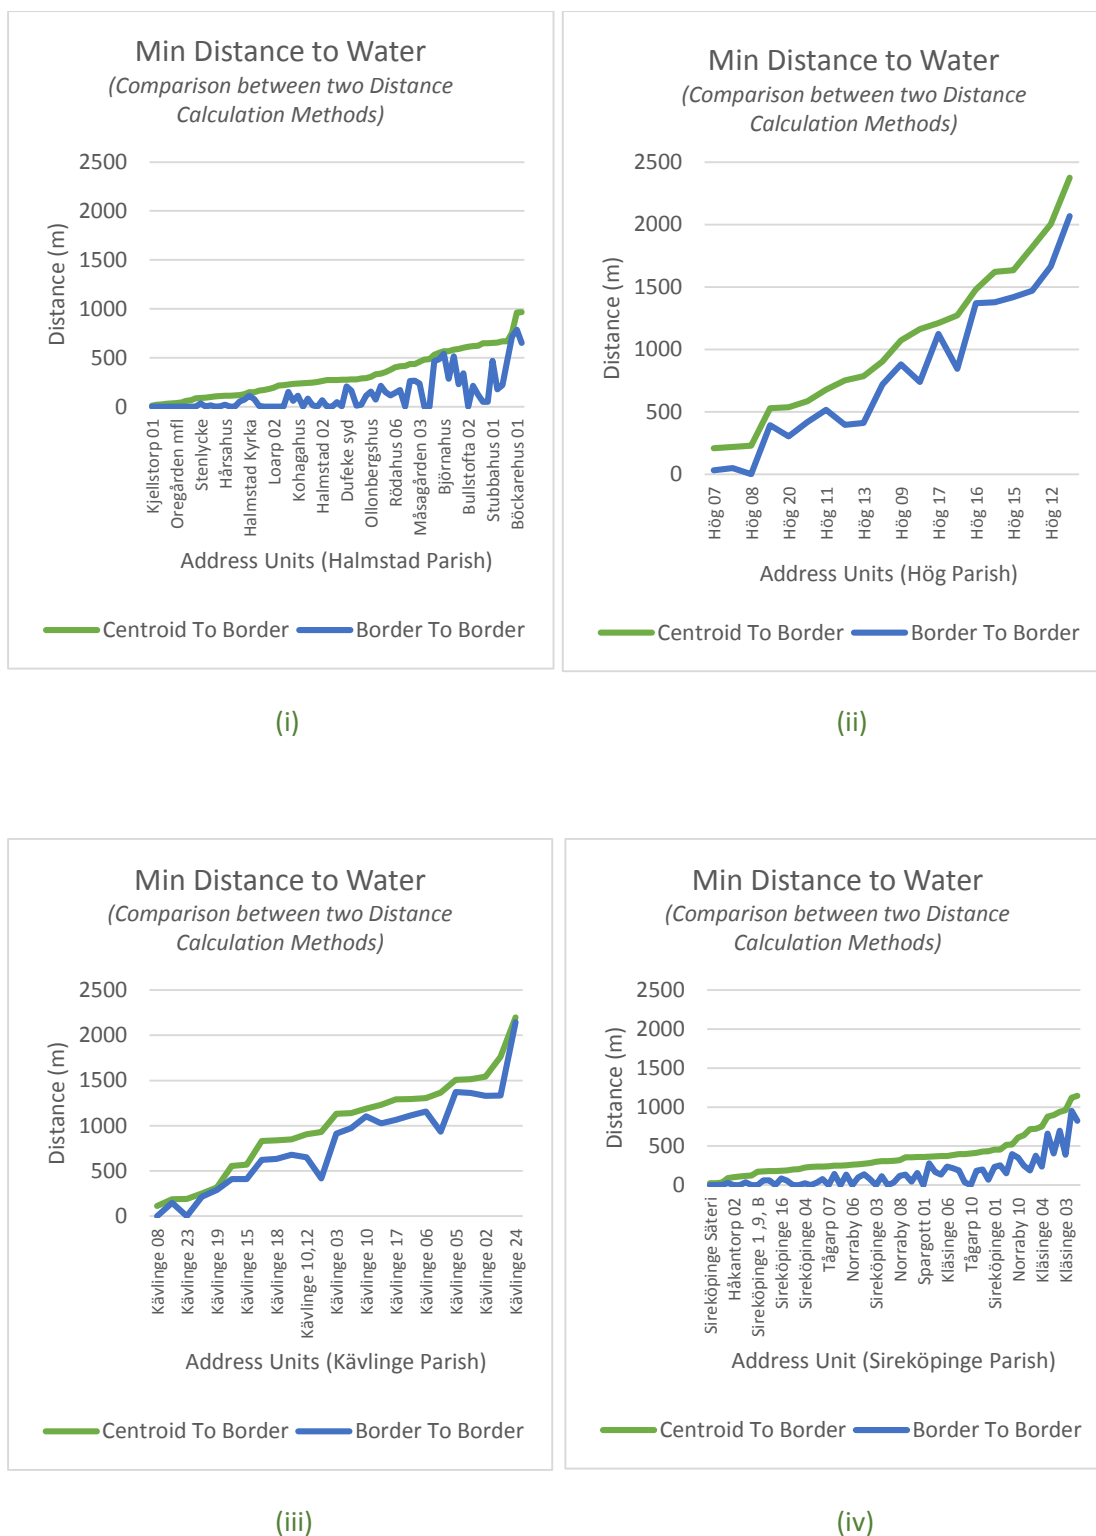 Min Distance to Water
(Comparison between two Distance
Calculation Methods)
2500
2000
1500
1000
500
0
Distance (m)
Kjellstorp 01
Oregården mfl
Stenlycke
Hårsahus
Halmstad Kyrka
Loarp 02
Kohagahus
Halmstad 02
Dufeke syd
Ollonbergshus
Rödahus 06
Måsagården 03
Björnahus
Bullstofta 02
Stubbahus 01
Böckarehus 01
Address Units (Halmstad Parish)
Centroid To Border
Border To Border
(i)
Min Distance to Water
(Comparison between two Distance
Calculation Methods)
2500
2000
1500
1000
500
0
Distance (m)
Hög 07
Hög 08
Hög 20
Hög 11
Hög 13
Hög 09
Hög 17
Hög 16
Hög 15
Hög 12
Address Units (Hög Parish)
Centroid To Border
Border To Border
(ii)
Min Distance to Water
(Comparison between two Distance
Calculation Methods)
2500
2000
1500
1000
500
0
Distance (m)
Kävlinge 08
Kävlinge 23
Kävlinge 19
Kävlinge 15
Kävlinge 18
Kävlinge 10,12
Kävlinge 03
Kävlinge 10
Kävlinge 17
Kävlinge 06
Kävlinge 05
Kävlinge 02
Kävlinge 24
Address Units (Kävlinge Parish)
Centroid To Border
Border To Border
(iii)
Min Distance to Water
(Comparison between two Distance
Calculation Methods)
2500
2000
1500
1000
500
0
Distance (m)
Sireköpinge Säteri
Håkantorp 02
Sireköpinge 1 ,9, B
Sireköpinge 16
Sireköpinge 04
Tågarp 07
Norraby 06
Sireköpinge 03
Norraby 08
Spargott 01
Kläsinge 06
Tågarp 10
Sireköpinge 01
Norraby 10
Kläsinge 04
Kläsinge 03
Address Unit (Sireköpinge Parish)
Centroid To Border
Border To Border
(iv)